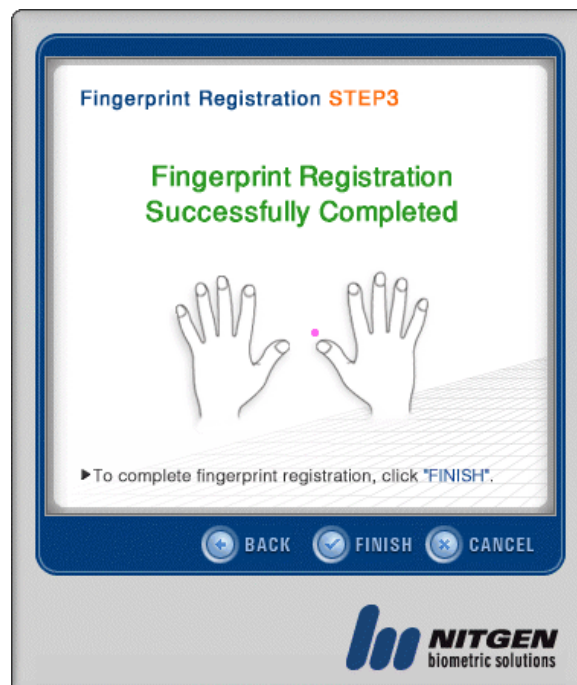 Fingerprint Registration STEP3
Fingerprint Registration
Successfully Completed
▶To complete fingerprint registration, click "FINISH".
BACK FINISH CANCEL
NITGEN
biometric solutions